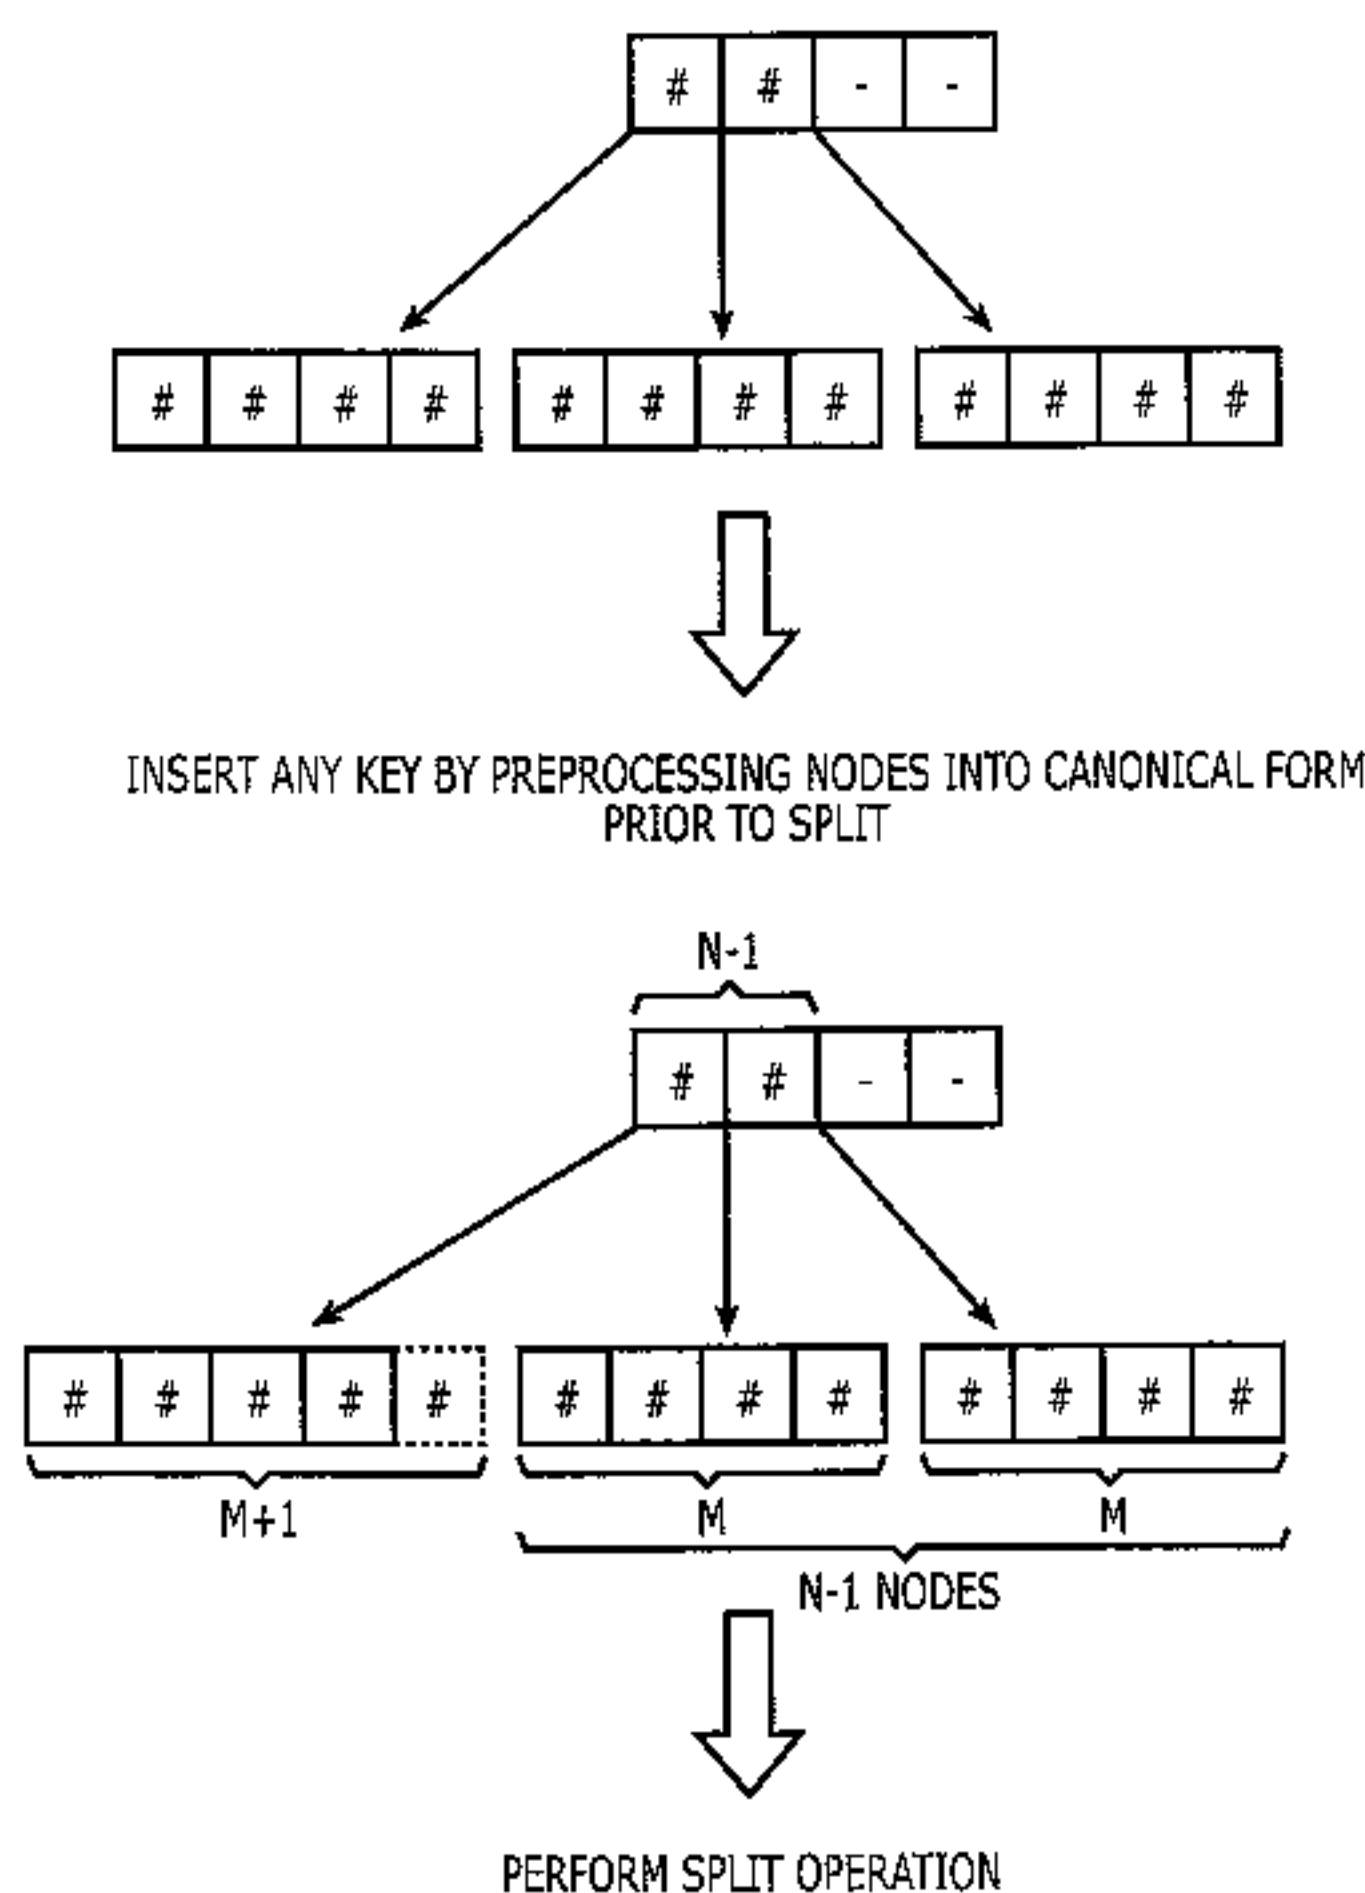 # # - -
# # # # # # # # # # # #
INSERT ANY KEY BY PREPROCESSING NODES INTO CANONICAL FORM
PRIOR TO SPLIT
N-1
# # - -
# # # # # # # # # # # # #
M+1 M M
N-1 NODES
PERFORM SPLIT OPERATION